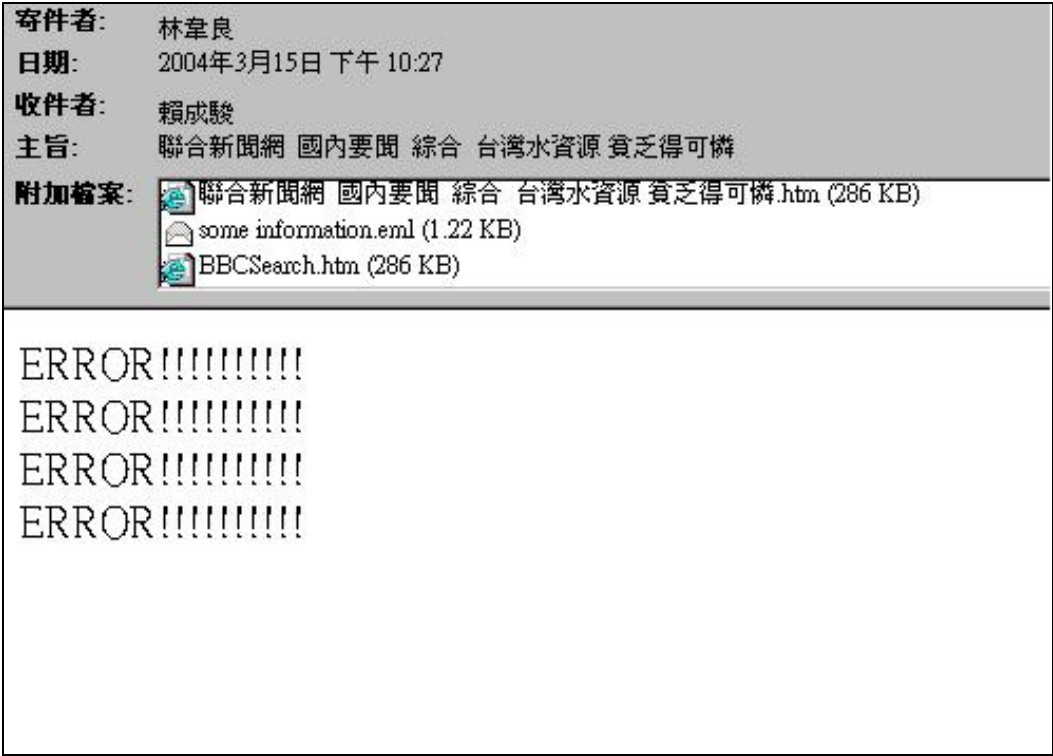 寄件者: 林韋良
日期: 2004年3月15日 下午 10:27
收件者: 賴成駿
主旨: 聯合新聞網 國內要聞 綜合 台灣水資源 貧乏得可憐
附加檔案: 聯合新聞網 國內要聞 綜合 台灣水資源 貧乏得可憐.htm (286 KB)
some information.eml (1.22 KB)
BBCSearch.htm (286 KB)
ERROR!!!!!!!!!!
ERROR!!!!!!!!!!
ERROR!!!!!!!!!!
ERROR!!!!!!!!!!